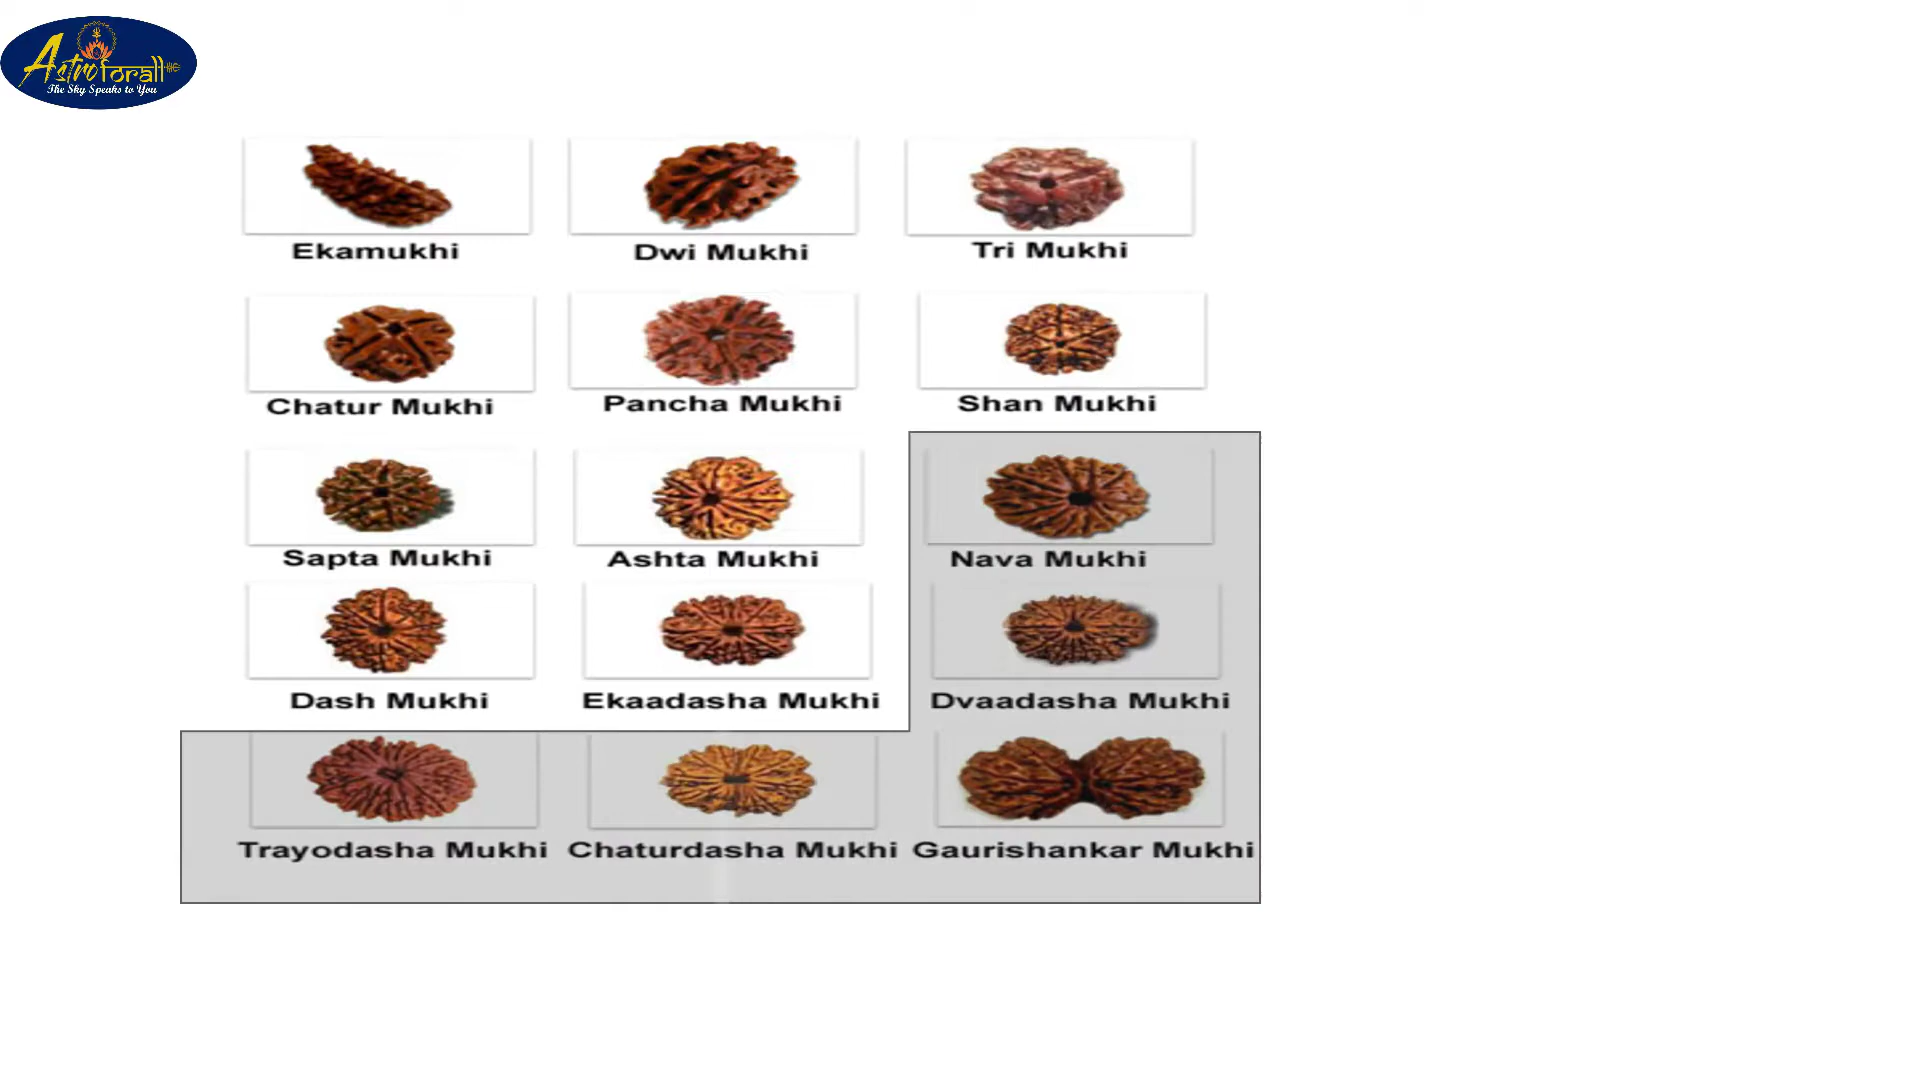 Astroforall
The Sky Speaks to You
Ekamukhi
Dwi Mukhi
Tri Mukhi
Chatur Mukhi
Pancha Mukhi
Shan Mukhi
Sapta Mukhi
Ashta Mukhi
Nava Mukhi
Dash Mukhi
Ekaadasha Mukhi
Dvaadasha Mukhi
Trayodasha Mukhi
Chaturdasha Mukhi
Gaurishankar Mukhi